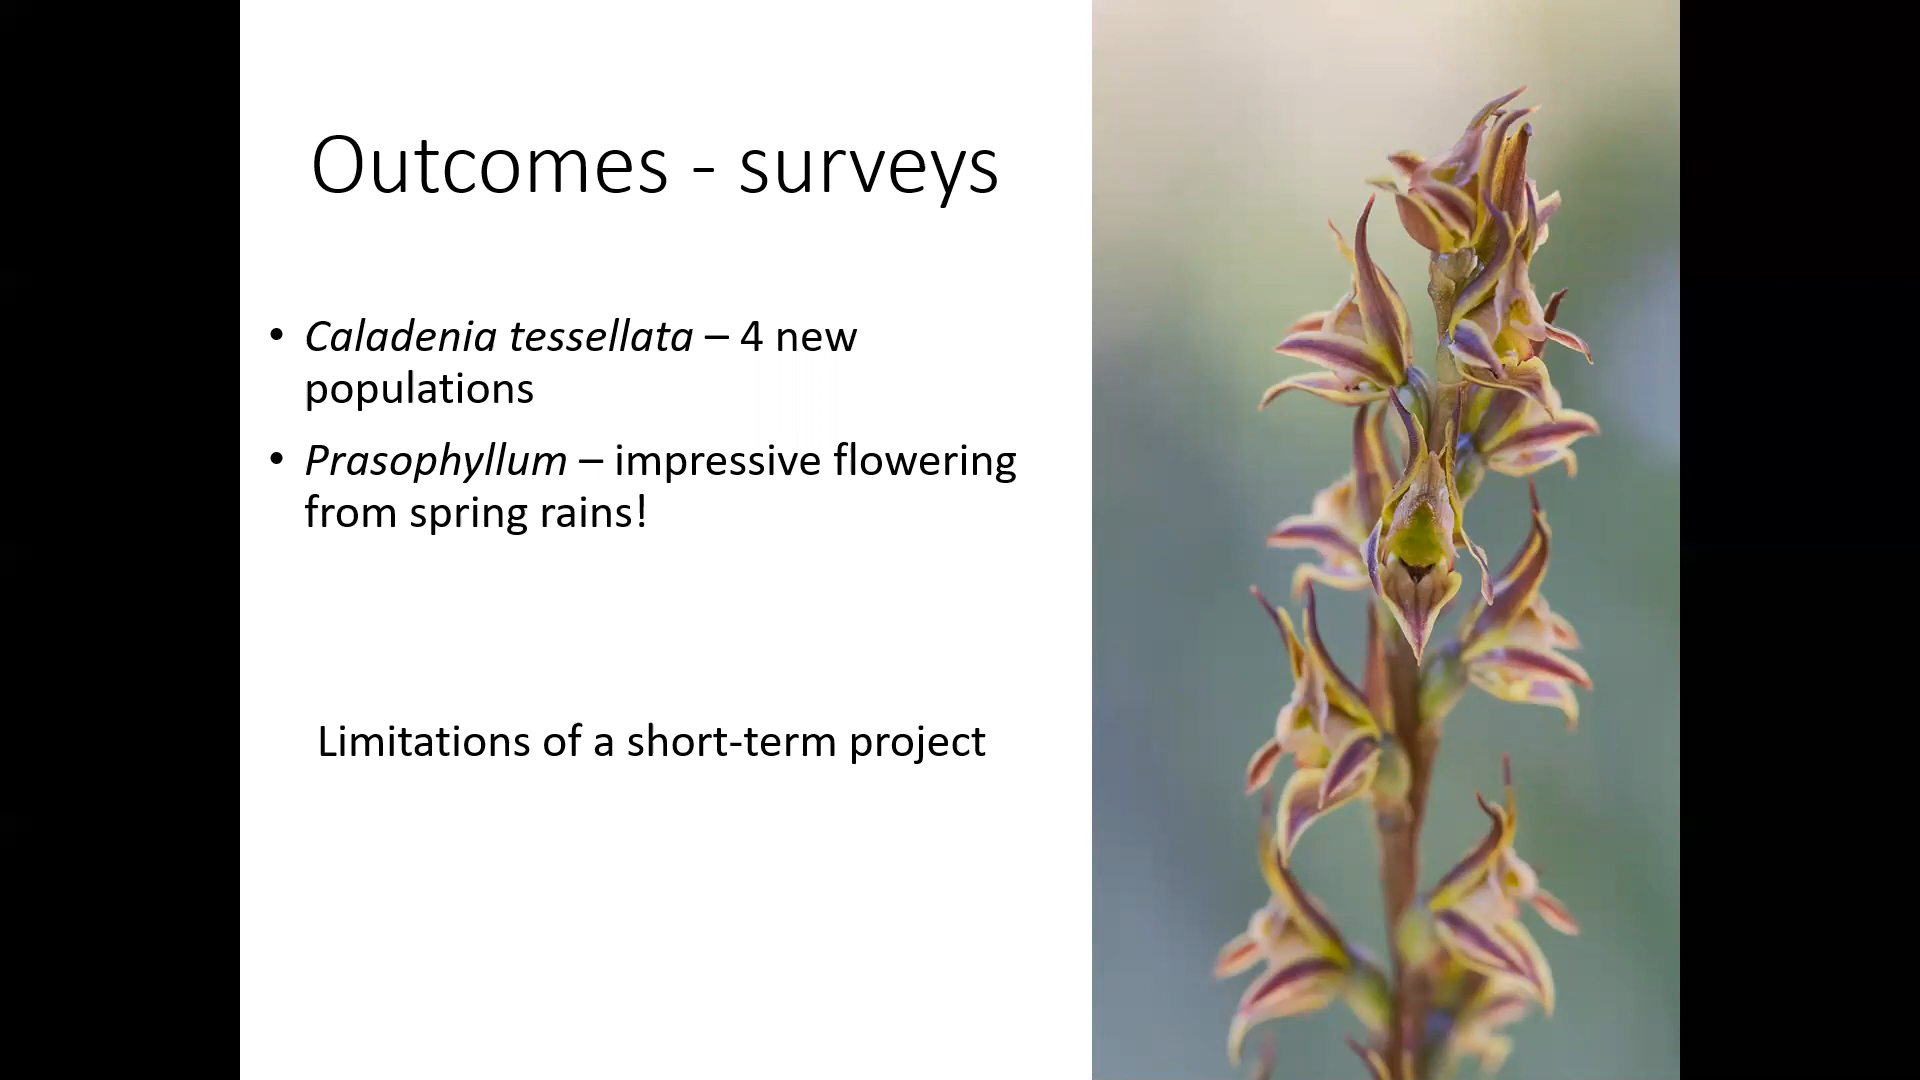 Outcomes - surveys
• Caladenia tessellata – 4 new
populations
• Prasophyllum – impressive flowering
from spring rains!
Limitations of a short-term project